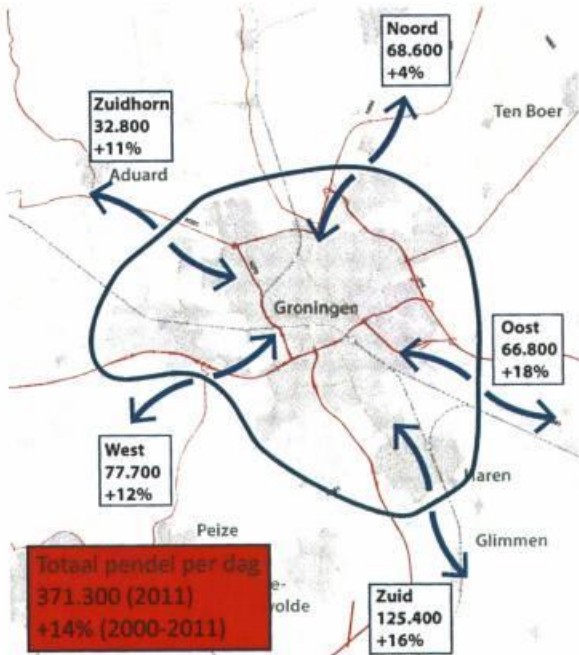 Noord
68.600
+4%
Zuidhorn
32.800
+11%
Ten Boer
Aduard
Groningen
Oost
66.800
+18%
West
77.700
+12%
Haren
Peize
Glimmen
Totaal pendel per dag
371.300 (2011)
+14% (2000-2011)
e-
volde
Zuid
125.400
+16%